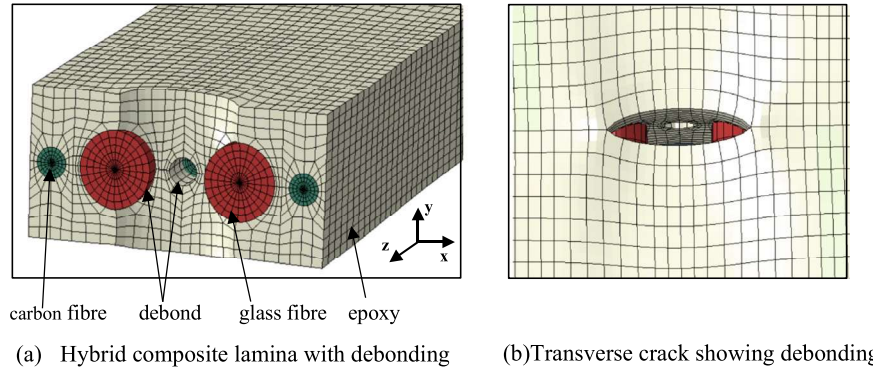 y
z
x
carbon fibre debond glass fibre epoxy
(a) Hybrid composite lamina with debonding
(b)Transverse crack showing debonding